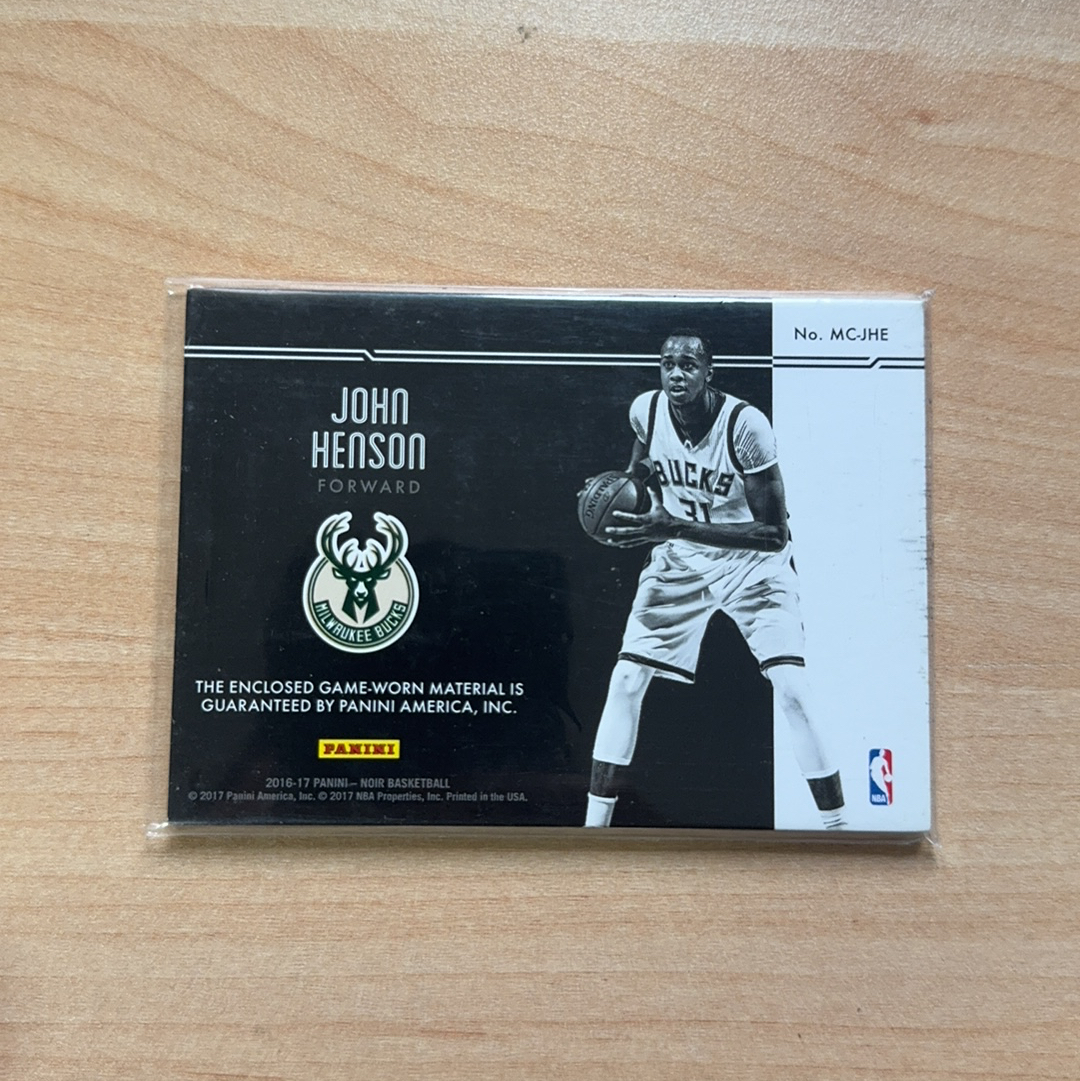 No. MC-JHE
JOHN
HENSON
FORWARD
MILWAUKEE BUCKS
BUCKS
31
SPALDING
THE ENCLOSED GAME-WORN MATERIAL IS
GUARANTEED BY PANINI AMERICA, INC.
PANINI
2016-17 PANINI – NOIR BASKETBALL
© 2017 Panini America, Inc. © 2017 NBA Properties, Inc. Printed in the USA.
NBA